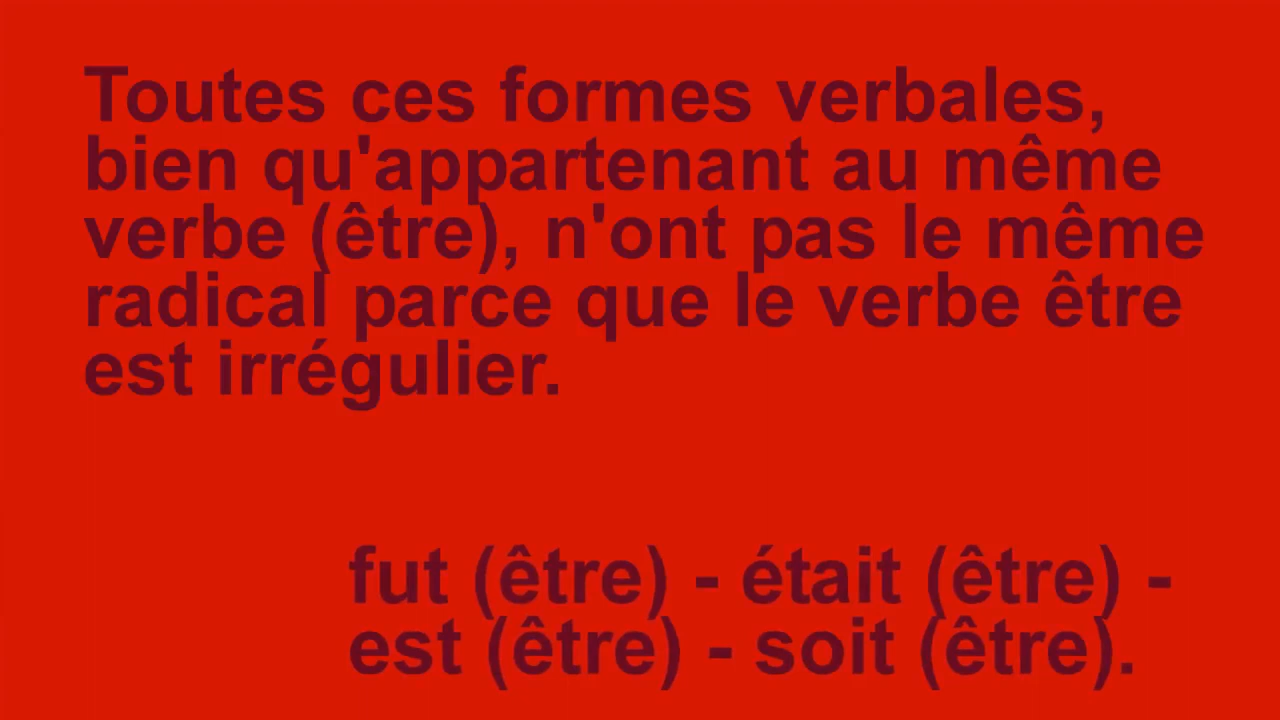 Toutes ces formes verbales,
bien qu'appartenant au même
verbe (être), n'ont pas le même
radical parce que le verbe être
est irrégulier.
fut (être) - était (être) -
est (être) - soit (être).